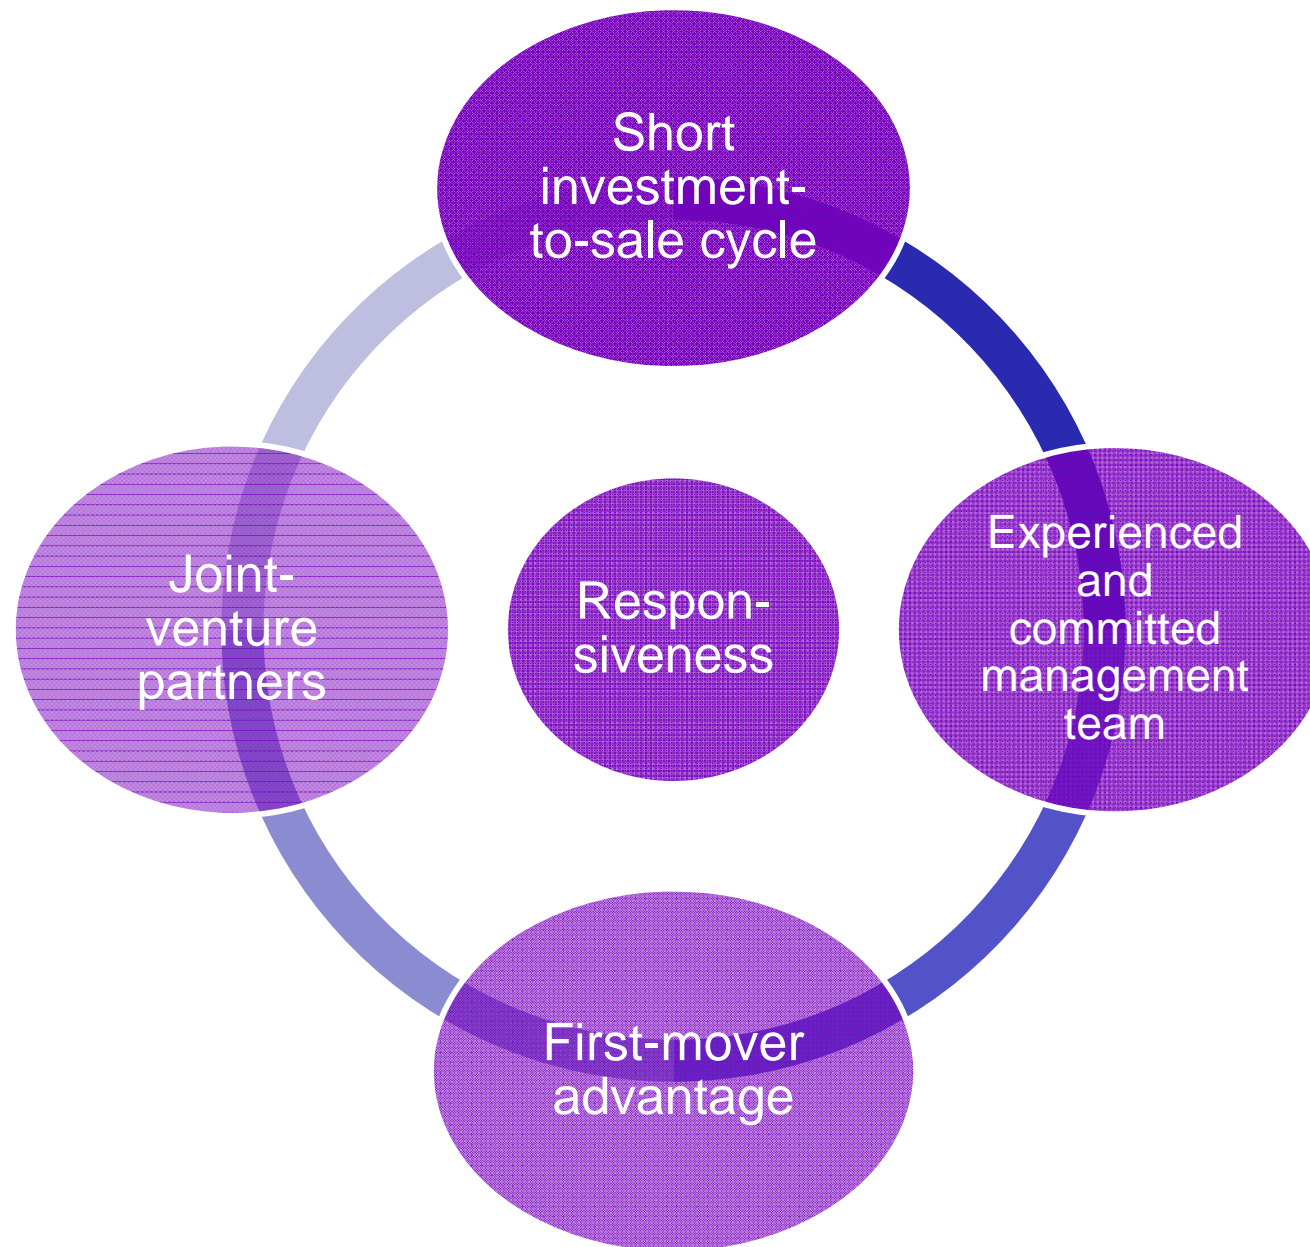 Short
investment-
to-sale cycle
Joint-
venture
partners
Respon-
siveness
Experienced
and
committed
management
team
First-mover
advantage